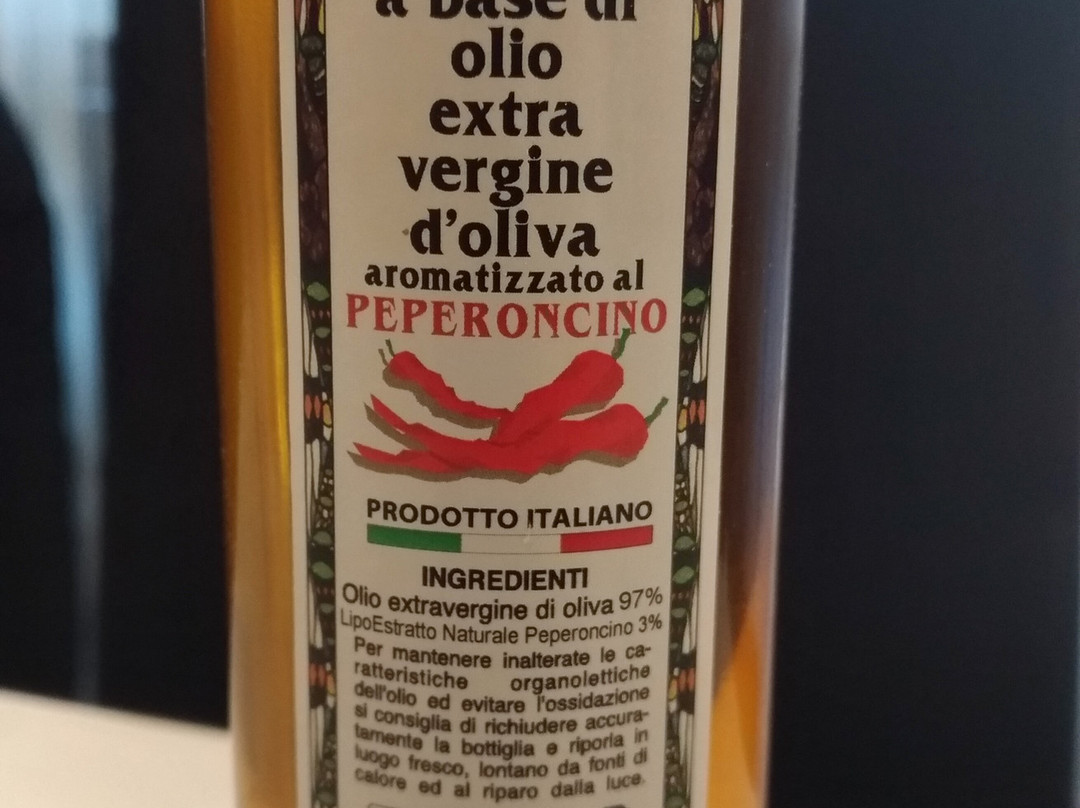 a base di
olio
extra
vergine
d'oliva
aromatizzato al
PEPERONCINO
PRODOTTO ITALIANO
INGREDIENTI
Olio extravergine di oliva 97%
LipoEstratto Naturale Peperoncino 3%
Per mantenere inalterate le ca-
ratteristiche organolettiche
dell'olio ed evitare l'ossidazione
si consiglia di richiudere accura-
tamente la bottiglia e riporla in
luogo fresco, lontano da fonti di
calore ed al riparo dalla luce.